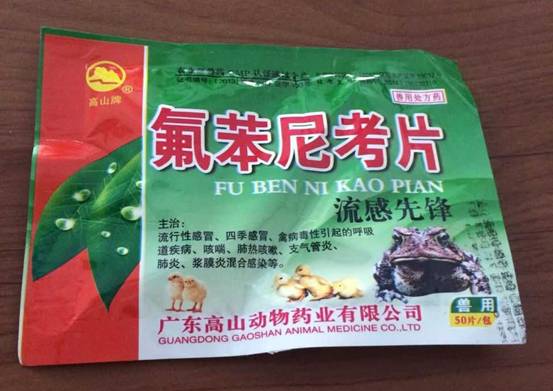 高山牌
兽用处方药
氟苯尼考片
FU BEN NI KAO PIAN
流感先锋
主治：
流行性感冒、四季感冒、禽病毒性引起的呼吸
道疾病、咳喘、肺热咳嗽、支气管炎、
肺炎、浆膜炎混合感染等。
兽用
50片/包
广东高山动物药业有限公司
GUANGDONG GAOSHAN ANIMAL MEDICINE CO.,LTD